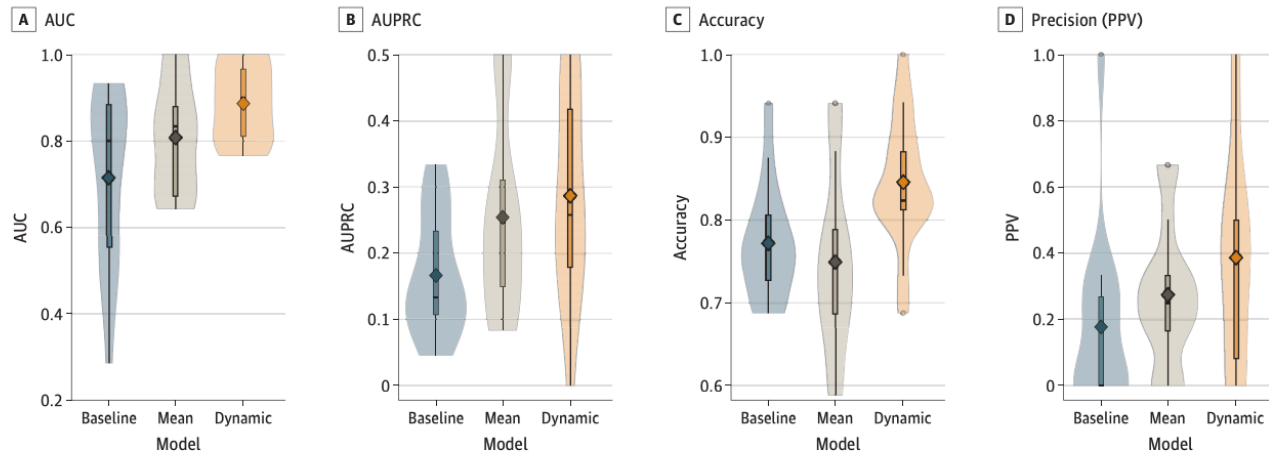 A AUC
1.0
0.8
0.6
0.4
0.2
AUC
Baseline Mean Dynamic
Model
B AUPRC
0.5
0.4
0.3
0.2
0.1
0
AUPRC
Baseline Mean Dynamic
Model
C Accuracy
1.0
0.9
0.8
0.7
0.6
Accuracy
Baseline Mean Dynamic
Model
D Precision (PPV)
1.0
0.8
0.6
0.4
0.2
0
PPV
Baseline Mean Dynamic
Model